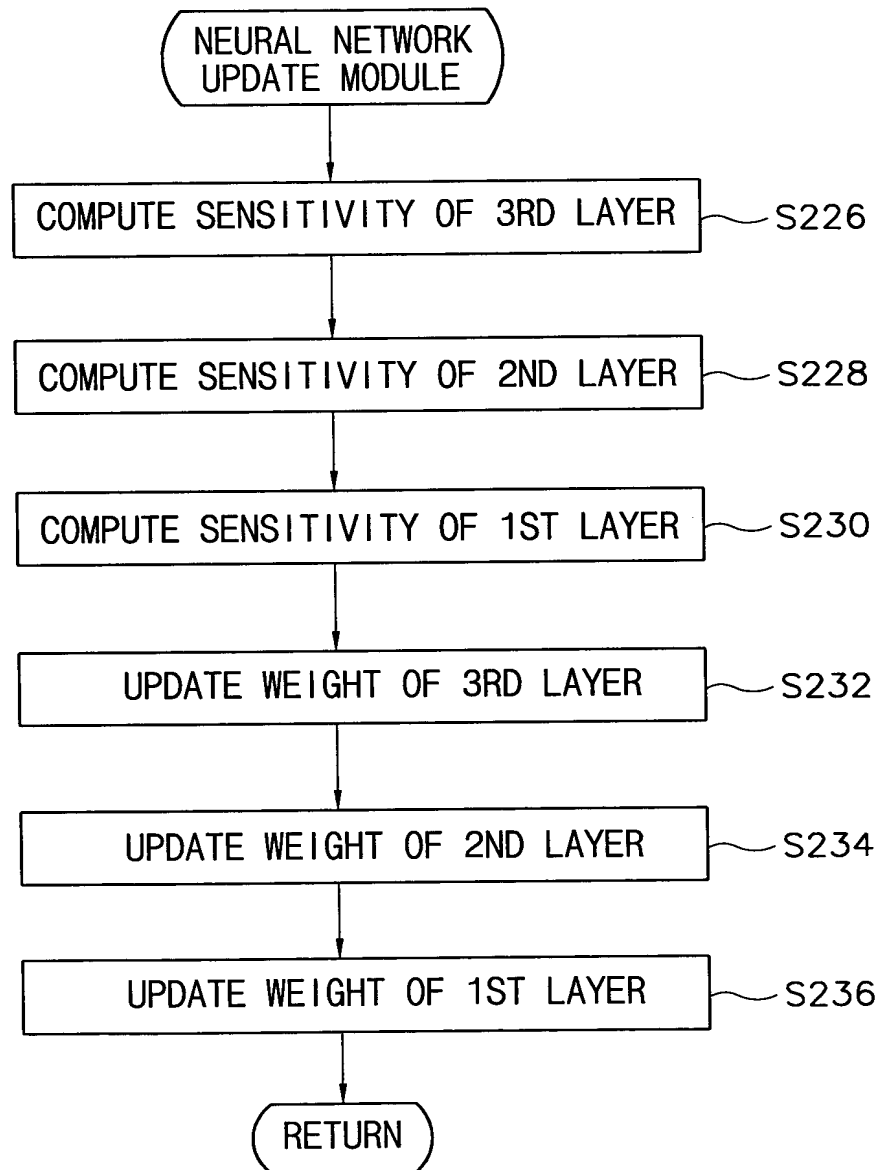 NEURAL NETWORK
UPDATE MODULE
COMPUTE SENSITIVITY OF 3RD LAYER
S226
COMPUTE SENSITIVITY OF 2ND LAYER
S228
COMPUTE SENSITIVITY OF 1ST LAYER
S230
UPDATE WEIGHT OF 3RD LAYER
S232
UPDATE WEIGHT OF 2ND LAYER
S234
UPDATE WEIGHT OF 1ST LAYER
S236
RETURN